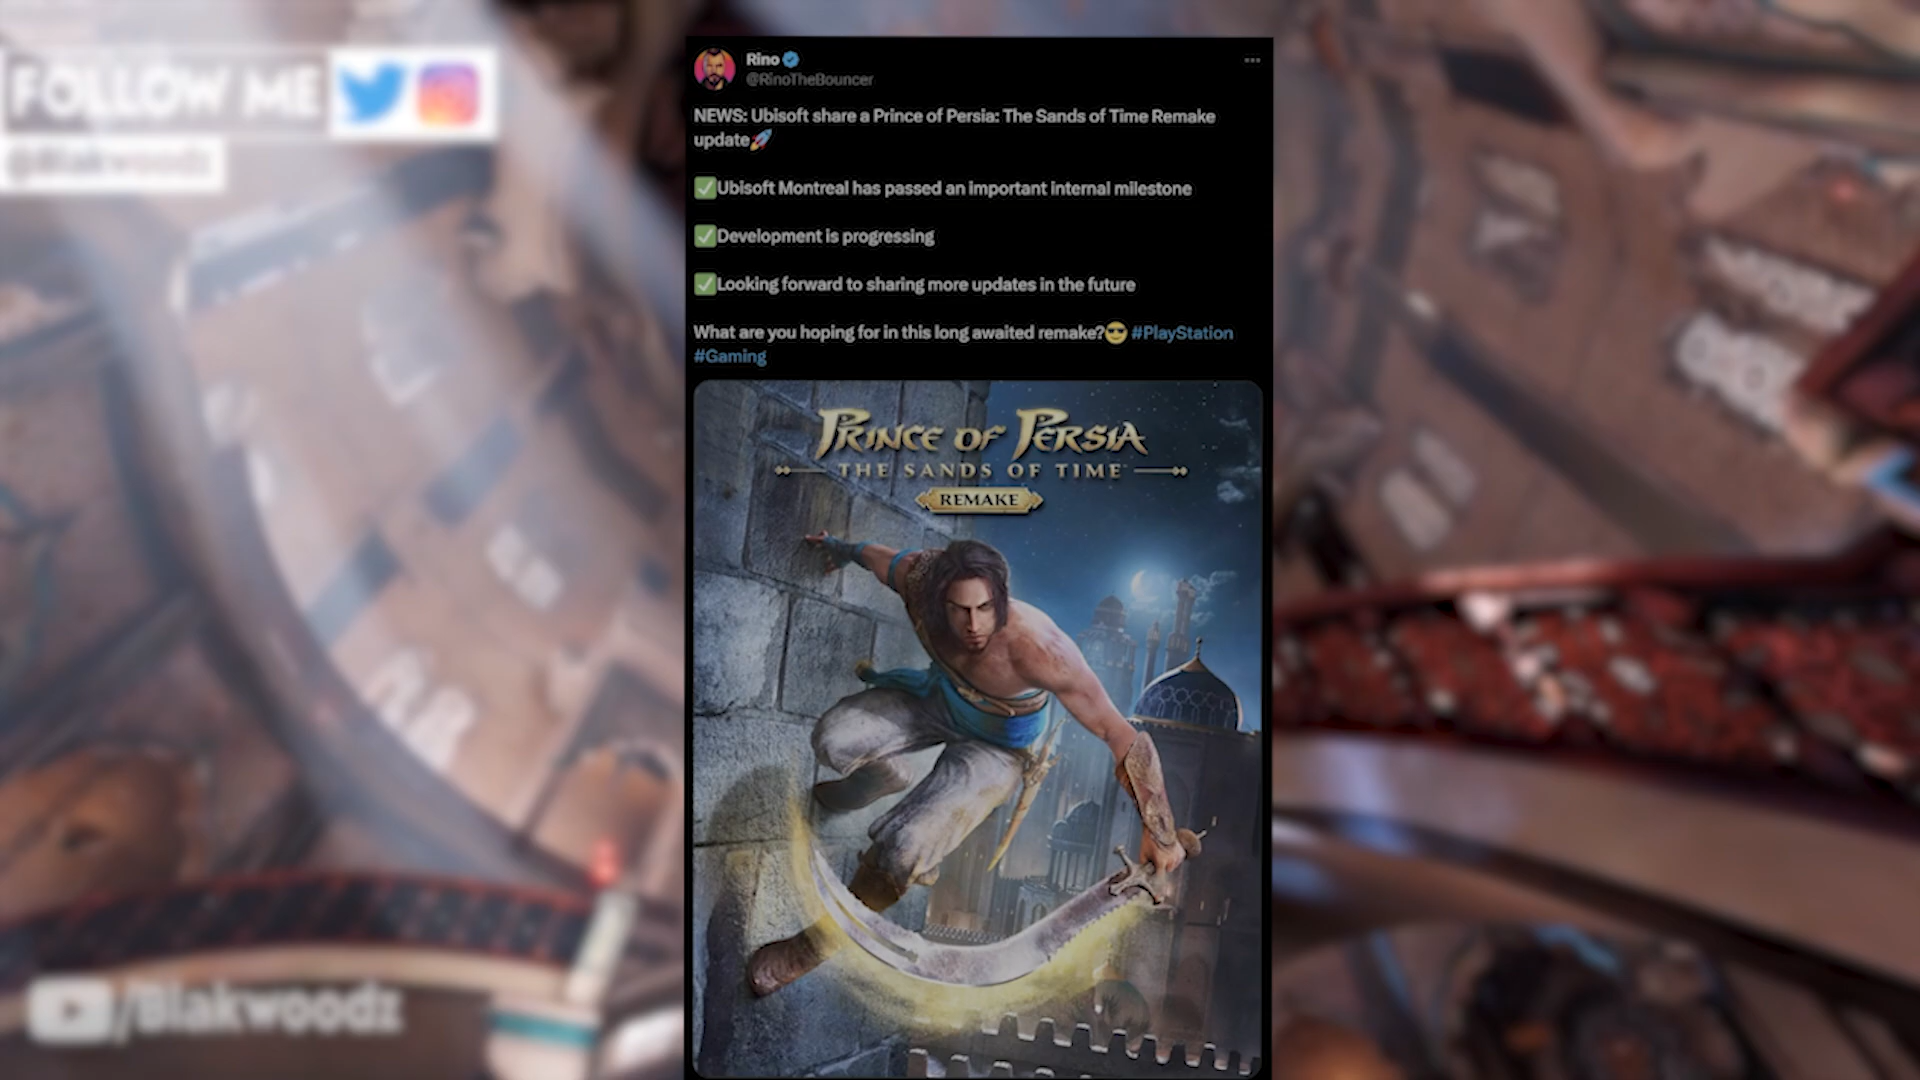 FOLLOW ME
@Blakwoodz
Rino
@RinoTheBouncer
NEWS: Ubisoft share a Prince of Persia: The Sands of Time Remake
update🚀
✅Ubisoft Montreal has passed an important internal milestone
✅Development is progressing
✅Looking forward to sharing more updates in the future
What are you hoping for in this long awaited remake?😎 #PlayStation
#Gaming
PRINCE OF PERSIA
THE SANDS OF TIME
REMAKE
/Blakwoodz